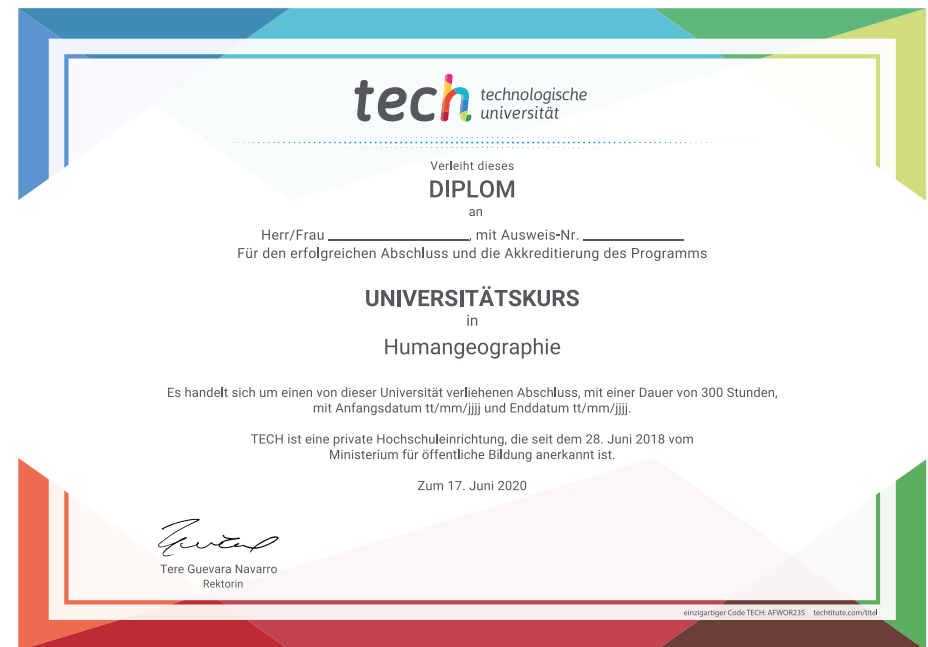 tech technologische
universität
Verleiht dieses
DIPLOM
an
Herr/Frau ________________, mit Ausweis-Nr. ____________
Für den erfolgreichen Abschluss und die Akkreditierung des Programms
UNIVERSITÄTSKURS
in
Humangeographie
Es handelt sich um einen von dieser Universität verliehenen Abschluss, mit einer Dauer von 300 Stunden,
mit Anfangsdatum tt/mm/jjjj und Enddatum tt/mm/jjjj.
TECH ist eine private Hochschuleinrichtung, die seit dem 28. Juni 2018 vom
Ministerium für öffentliche Bildung anerkannt ist.
Zum 17. Juni 2020
Tere Guevara Navarro
Rektorin
einzigartiger Code TECH: AFWOR23S techtitute.com/titel